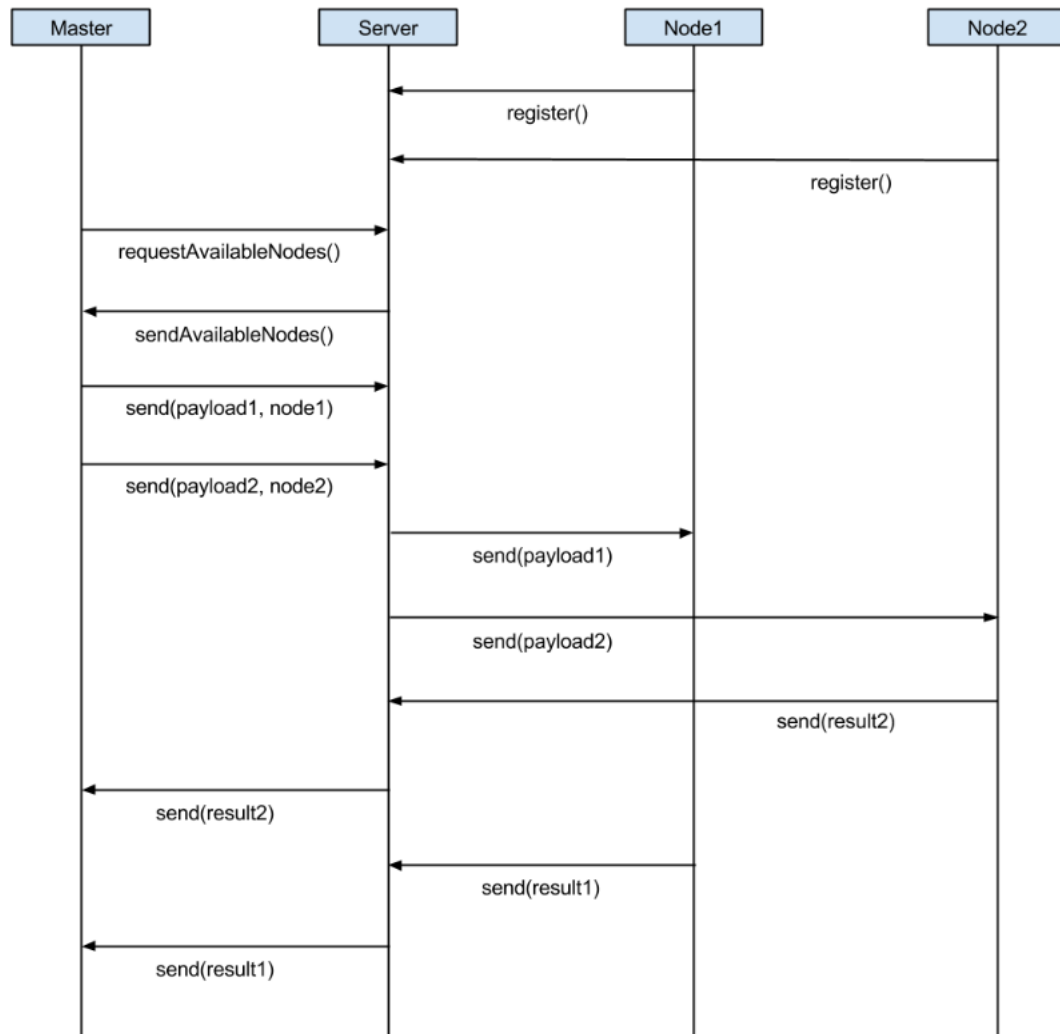 Master
Server
Node1
Node2
register()
register()
requestAvailableNodes()
sendAvailableNodes()
send(payload1, node1)
send(payload2, node2)
send(payload1)
send(payload2)
send(result2)
send(result2)
send(result1)
send(result1)